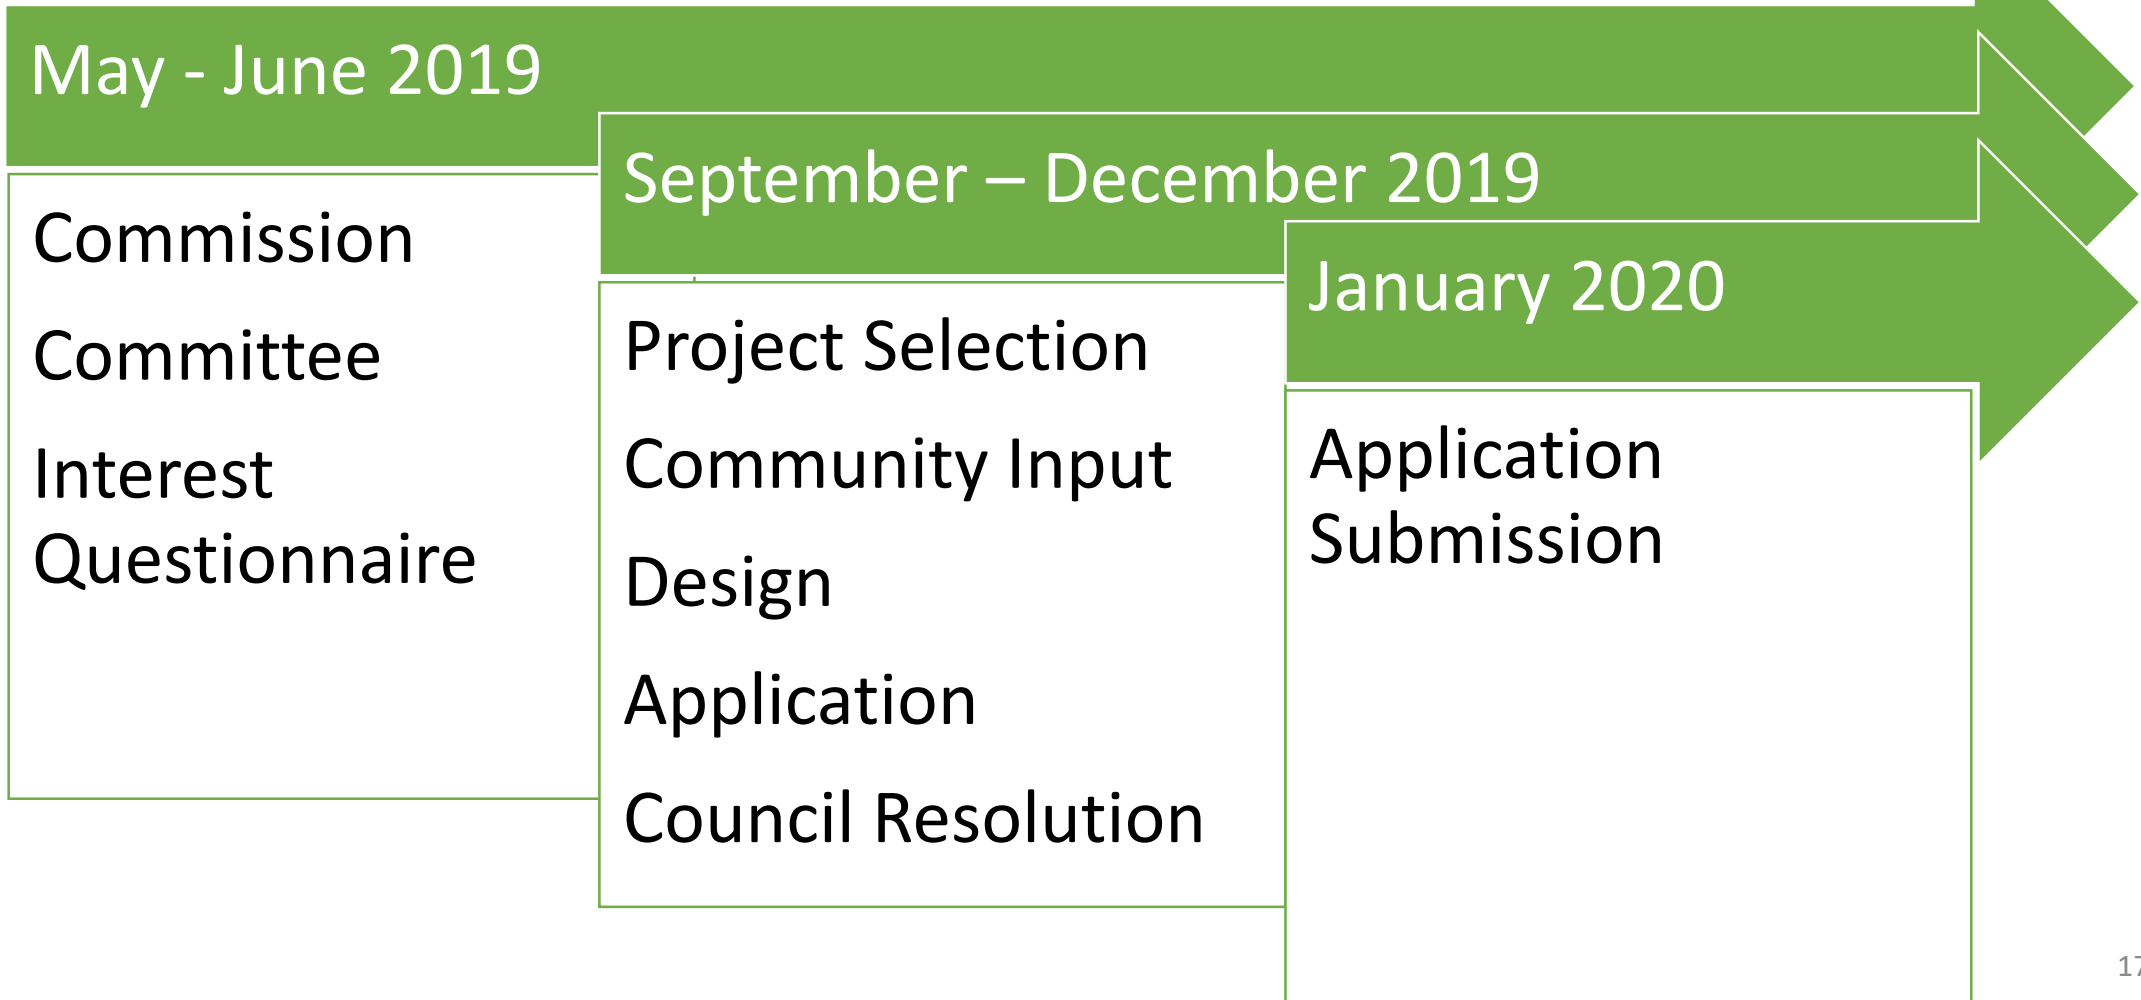 May - June 2019
Commission
Committee
Interest
Questionnaire
September – December 2019
Project Selection
Community Input
Design
Application
Council Resolution
January 2020
Application
Submission
17